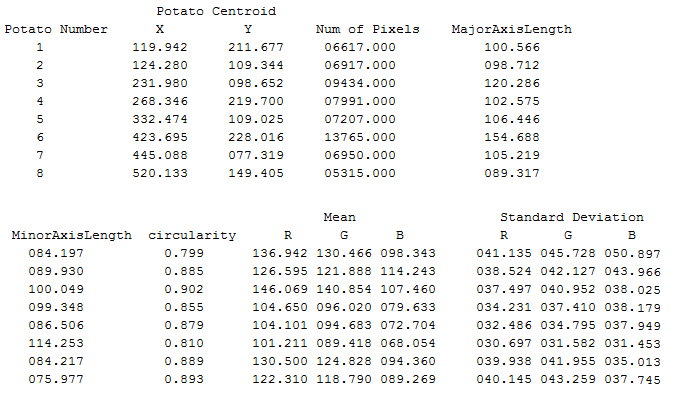 Potato Centroid
Potato Number X Y Num of Pixels MajorAxisLength
1 119.942 211.677 06617.000 100.566
2 124.280 109.344 06917.000 098.712
3 231.980 098.652 09434.000 120.286
4 268.346 219.700 07991.000 102.575
5 332.474 109.025 07207.000 106.446
6 423.695 228.016 13765.000 154.688
7 445.088 077.319 06950.000 105.219
8 520.133 149.405 05315.000 089.317
Mean Standard Deviation
MinorAxisLength circularity R G B R G B
084.197 0.799 136.942 130.466 098.343 041.135 045.728 050.897
089.930 0.885 126.595 121.888 114.243 038.524 042.127 043.966
100.049 0.902 146.069 140.854 107.460 037.497 040.952 038.025
099.348 0.855 104.650 096.020 079.633 034.231 037.410 038.179
086.506 0.879 104.101 094.683 072.704 032.486 034.795 037.949
114.253 0.810 101.211 089.418 068.054 030.697 031.582 031.453
084.217 0.889 130.500 124.828 094.360 039.938 041.955 035.013
075.977 0.893 122.310 118.790 089.269 040.145 043.259 037.745